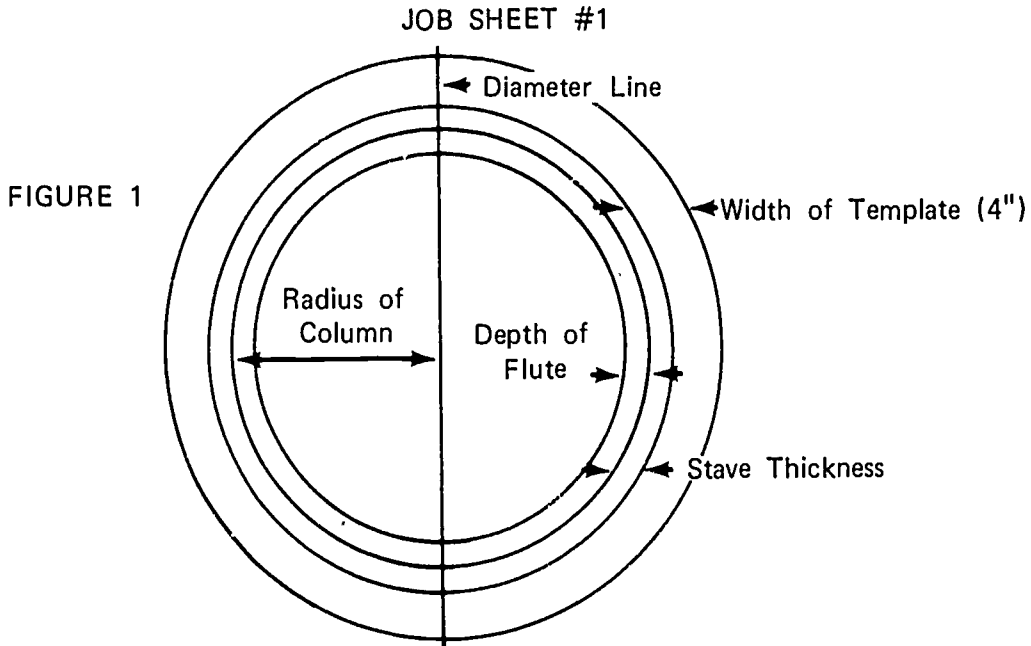 JOB SHEET #1
Diameter Line
FIGURE 1
Width of Template (4")
Radius of
Column
Depth of
Flute
Stave Thickness